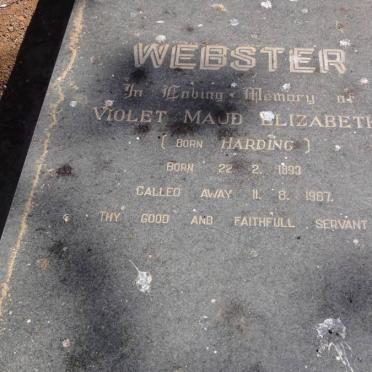 WEBSTER
In Loving Memory of
VIOLET MAUD ELIZABETH
( BORN HARDING )
BORN 22. 2. 1893
CALLED AWAY 11. 8. 1967.
THY GOOD AND FAITHFULL SERVANT